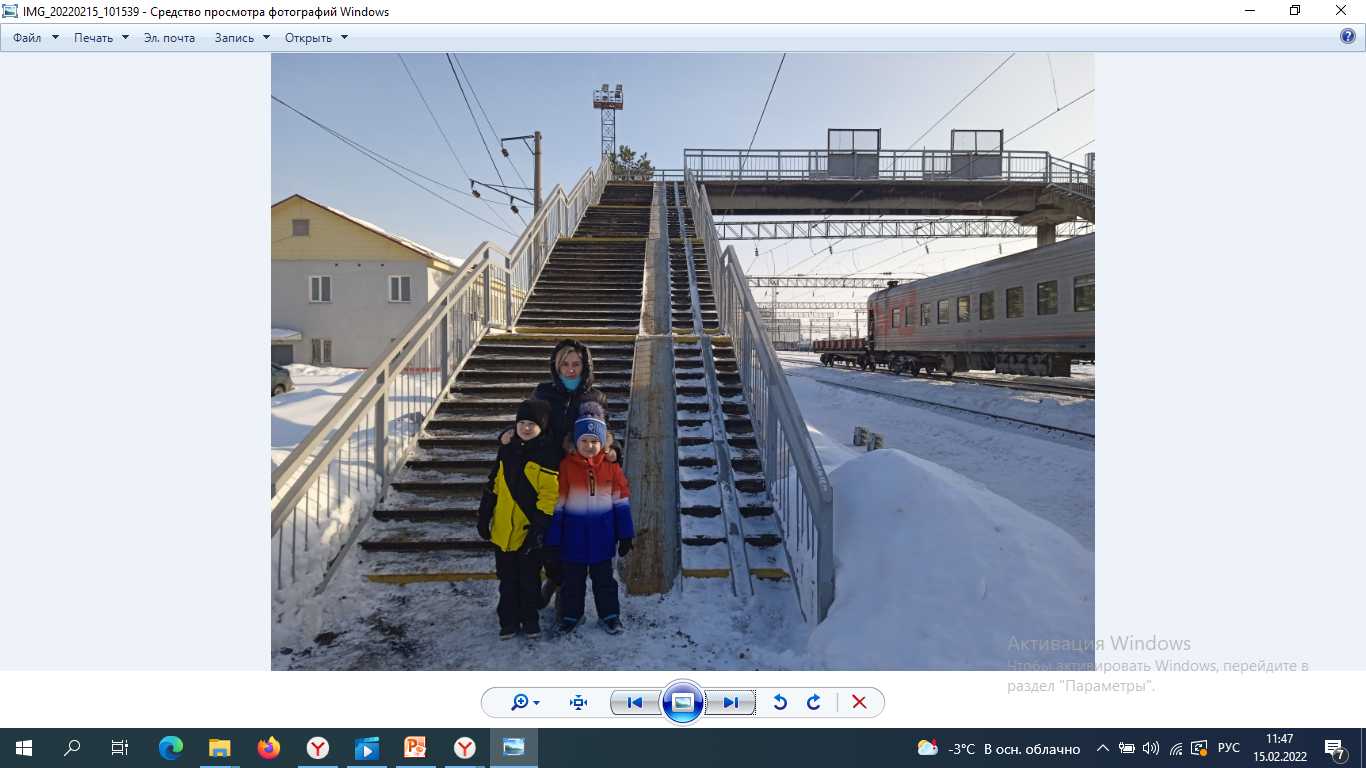 IMG_20220215_101539 - Средство просмотра фотографий Windows
Файл Печать Эл. почта Запись Открыть
Активация Windows
Чтобы активировать Windows, перейдите в
раздел "Параметры".
-3°C В осн. облачно
РУС
11:47
15.02.2022
7